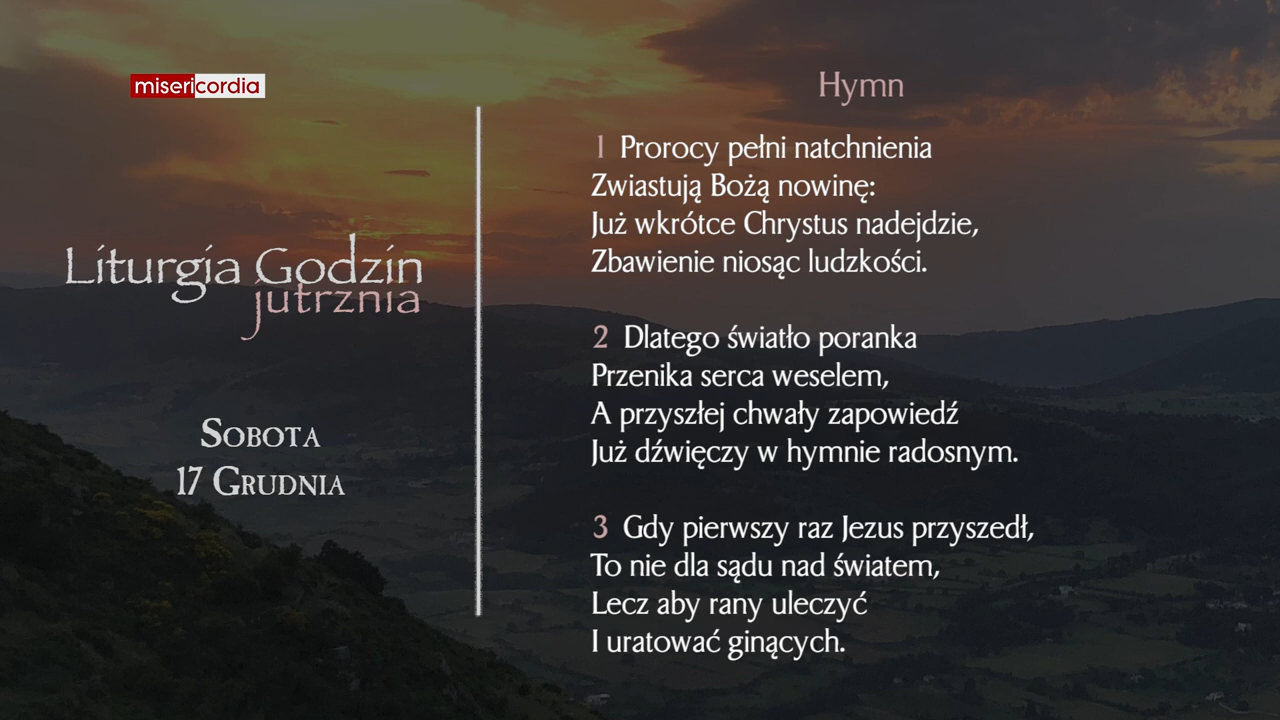 misericordia
Liturgia Godzin
jutrznia
Sobota
17 Grudnia
Hymn
1 Prorocy pełni natchnienia
Zwiastują Bożą nowinę:
Już wkrótce Chrystus nadejdzie,
Zbawienie niosąc ludzkości.
2 Dlatego światło poranka
Przenika serca weselem,
A przyszłej chwały zapowiedź
Już dźwięczy w hymnie radosnym.
3 Gdy pierwszy raz Jezus przyszedł,
To nie dla sądu nad światem,
Lecz aby rany uleczyć
I uratować ginących.